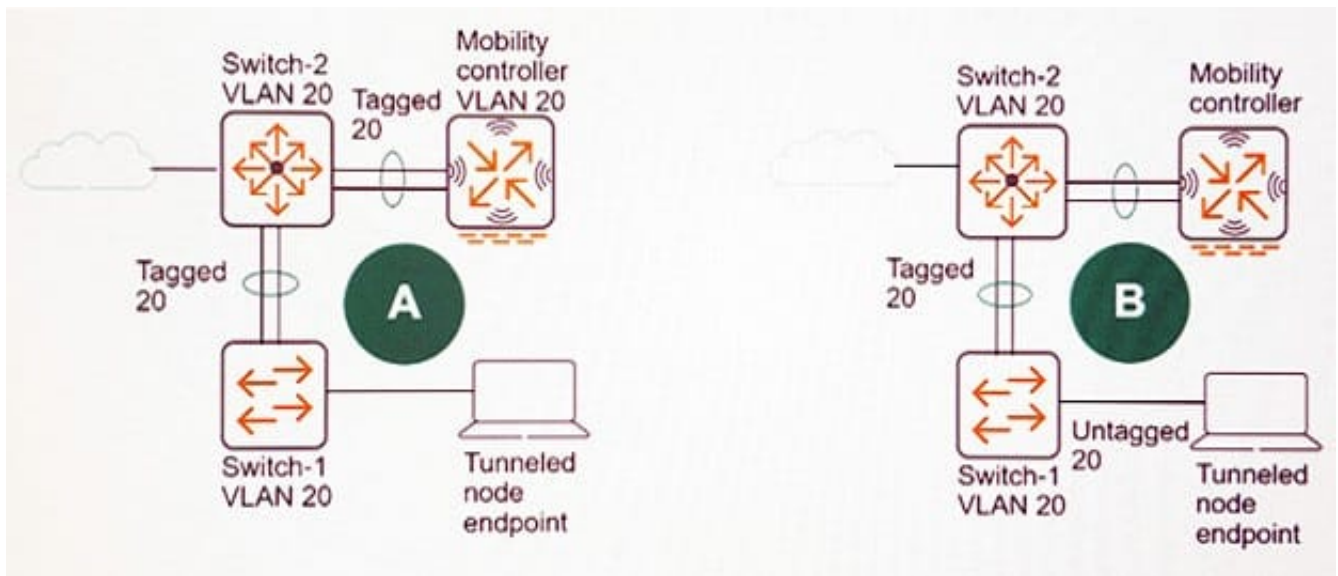 Switch-2
VLAN 20
Mobility
controller
VLAN 20
Tagged
20
Tagged
20
A
Switch-1
VLAN 20
Tunneled
node
endpoint
Switch-2
VLAN 20
Mobility
controller
Tagged
20
B
Untagged
20
Switch-1
VLAN 20
Tunneled
node
endpoint